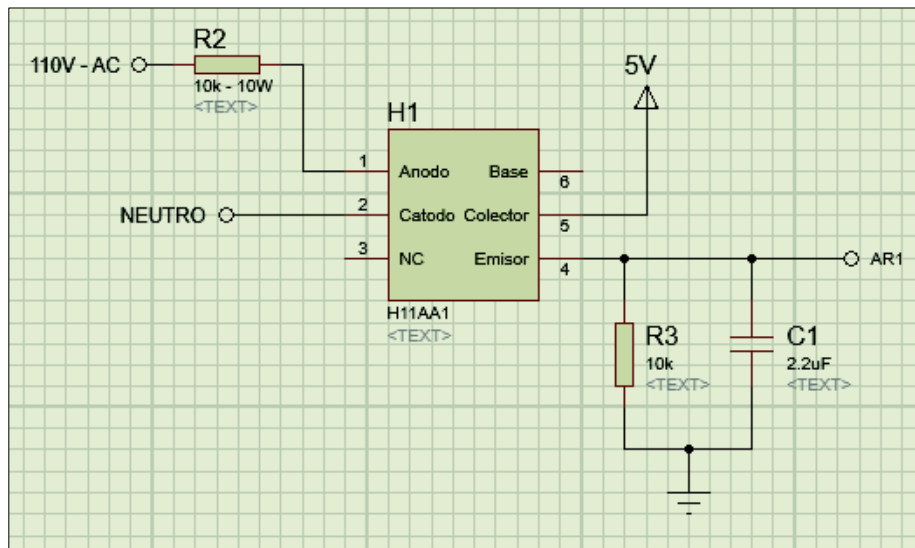 R2
110V - AC
10k - 10W
<TEXT>
5V
H1
1
Anodo
Base
6
NEUTRO
2
Catodo
Colector
5
3
NC
Emisor
4
AR1
H11AA1
<TEXT>
R3
10k
<TEXT>
C1
2.2uF
<TEXT>